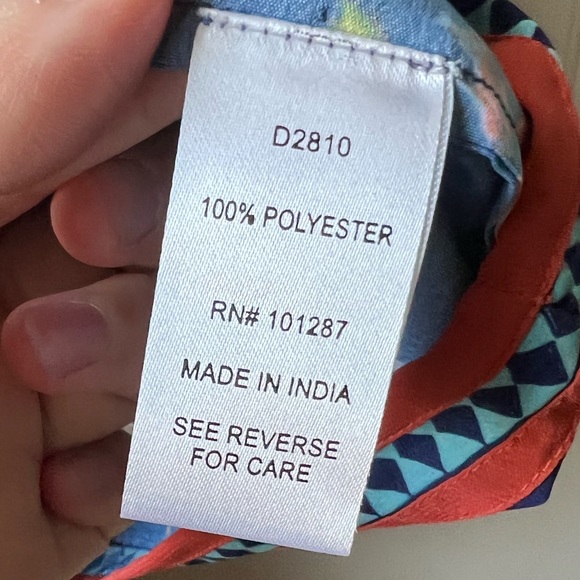 D2810
100% POLYESTER
RN# 101287
MADE IN INDIA
SEE REVERSE
FOR CARE